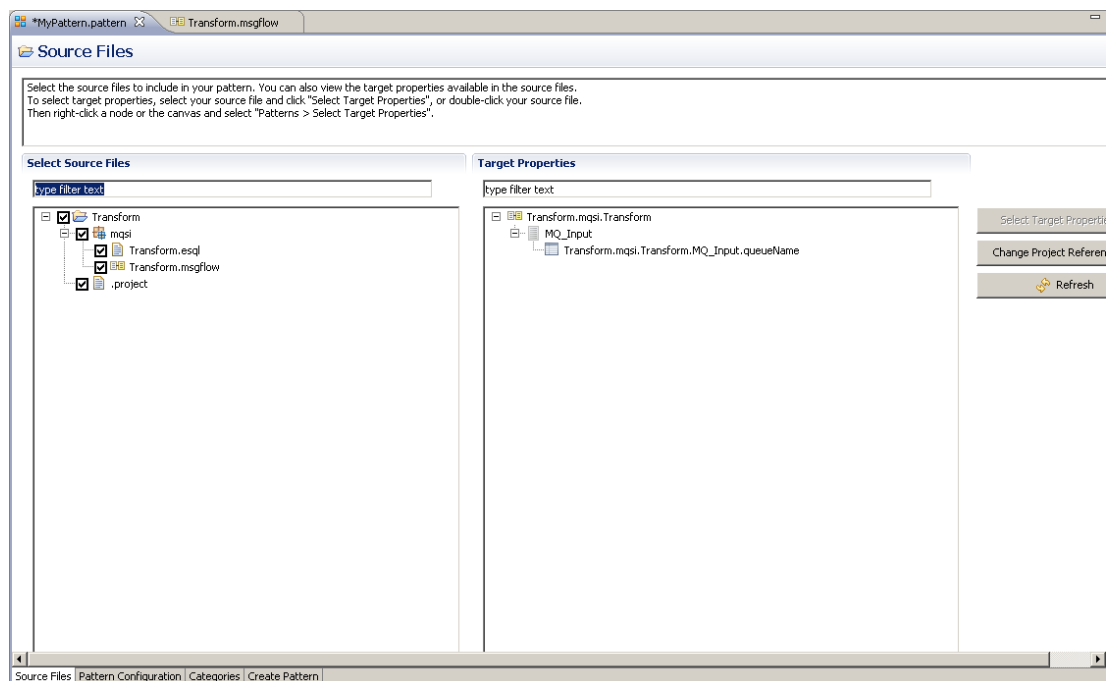 *MyPattern.pattern
Transform.msgflow
Source Files
Select the source files to include in your pattern. You can also view the target properties available in the source files.
To select target properties, select your source file and click "Select Target Properties", or double-click your source file.
Then right-click a node or the canvas and select "Patterns > Select Target Properties".
Select Source Files
Target Properties
type filter text
type filter text
Transform
mqsi
Transform.esql
Transform.msgflow
.project
Transform.mqsi.Transform
MQ_Input
Transform.mqsi.Transform.MQ_Input.queueName
Select Target Propertie
Change Project Referen
Refresh
Source Files
Pattern Configuration
Categories
Create Pattern